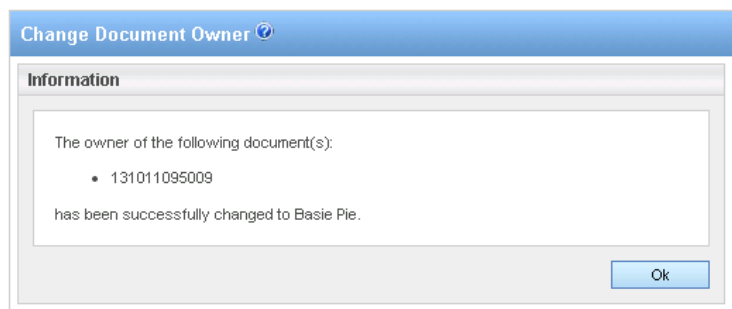 Change Document Owner
Information
The owner of the following document(s):
• 131011095009
has been successfully changed to Basie Pie.
Ok